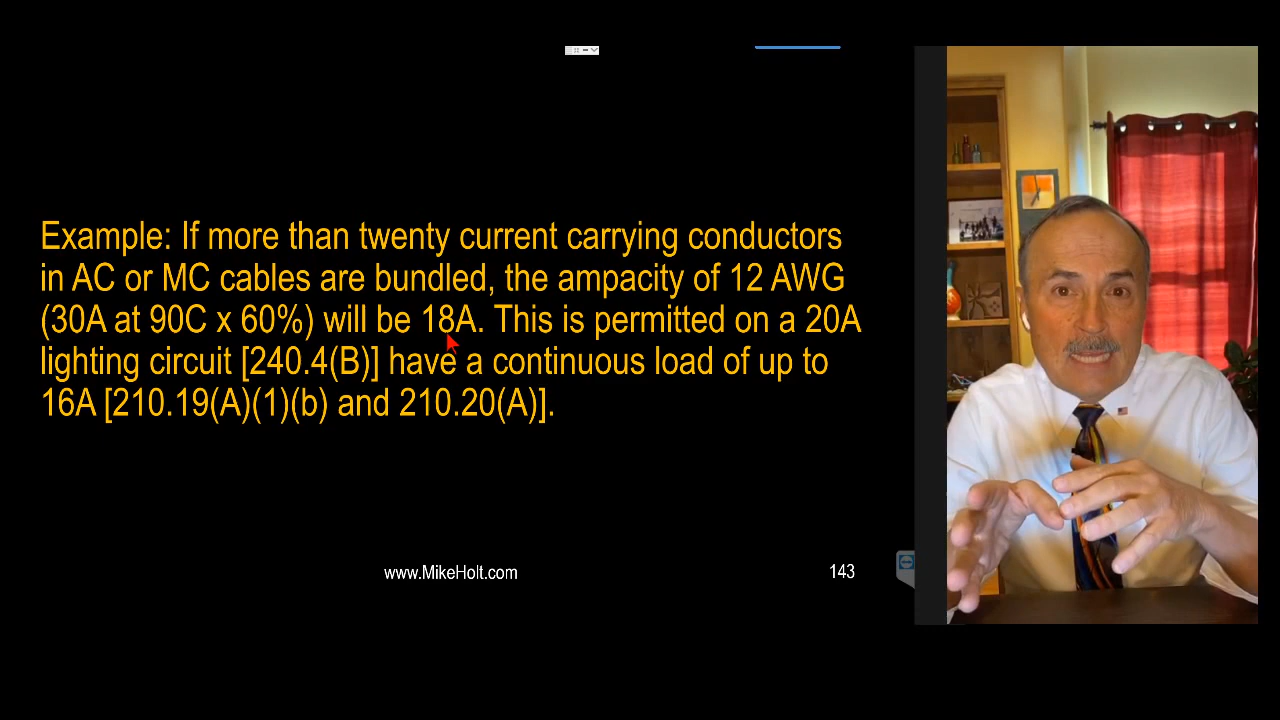 Example: If more than twenty current carrying conductors
in AC or MC cables are bundled, the ampacity of 12 AWG
(30A at 90C x 60%) will be 18A. This is permitted on a 20A
lighting circuit [240.4(B)] have a continuous load of up to
16A [210.19(A)(1)(b) and 210.20(A)].
www.MikeHolt.com
143